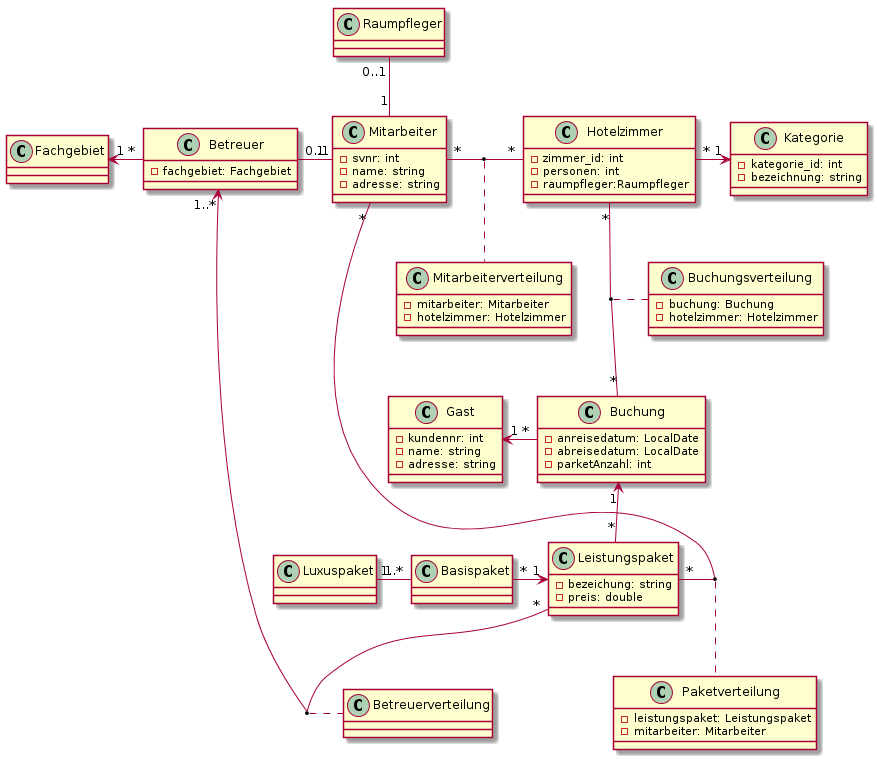 C Raumpfleger
0..1
1
C Fachgebiet
1 *
C Betreuer
fachgebiet: Fachgebiet
0..1
1
C Mitarbeiter
svnr: int
name: string
adresse: string
* *
C Hotelzimmer
zimmer_id: int
personen: int
raumpfleger:Raumpfleger
* 1
C Kategorie
kategorie_id: int
bezeichnung: string
1..*
*
*
C Mitarbeiterverteilung
mitarbeiter: Mitarbeiter
hotelzimmer: Hotelzimmer
C Buchungsverteilung
buchung: Buchung
hotelzimmer: Hotelzimmer
*
C Gast
kundennr: int
name: string
adresse: string
1 *
C Buchung
anreisedatum: LocalDate
abreisedatum: LocalDate
parketAnzahl: int
1
*
C Luxuspaket
1
1..*
C Basispaket
* 1
C Leistungspaket
bezeichung: string
preis: double
*
*
C Betreuerverteilung
C Paketverteilung
leistungspaket: Leistungspaket
mitarbeiter: Mitarbeiter